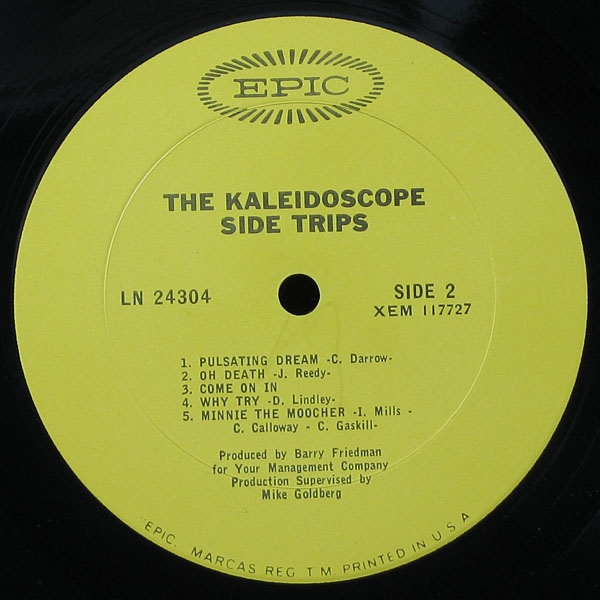 EPIC
THE KALEIDOSCOPE
SIDE TRIPS
LN 24304
SIDE 2
XEM 117727
1. PULSATING DREAM -C. Darrow-
2. OH DEATH -J. Reedy-
3. COME ON IN
4. WHY TRY -D. Lindley-
5. MINNIE THE MOOCHER -I. Mills -
C. Calloway - C. Gaskill-
Produced by Barry Friedman
for Your Management Company
Production Supervised by
Mike Goldberg
"EPIC. MARCAS REG. T M PRINTED IN U S A